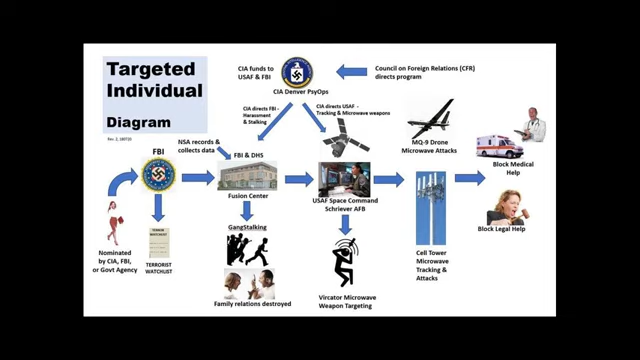 Targeted
Individual
Diagram
CIA funds to
USAF & FBI
CIA Denver PsyOps
Council on Foreign Relations (CFR)
directs program
CIA directs FBI -
Harassment
& Stalking
CIA directs USAF -
Tracking & Microwave weapons
NSA records &
collects data
FBI
FBI & DHS
Fusion Center
USAF Space Command
Schriever AFB
MQ-9 Drone
Microwave Attacks
Block Medical
Help
Block Legal Help
Nominated
by CIA, FBI,
or Govt Agency
TERROR
WATCHLIST
TERRORIST
WATCHLIST
GangStalking
Family relations destroyed
Vircator Microwave
Weapon Targeting
Cell Tower
Microwave
Tracking &
Attacks